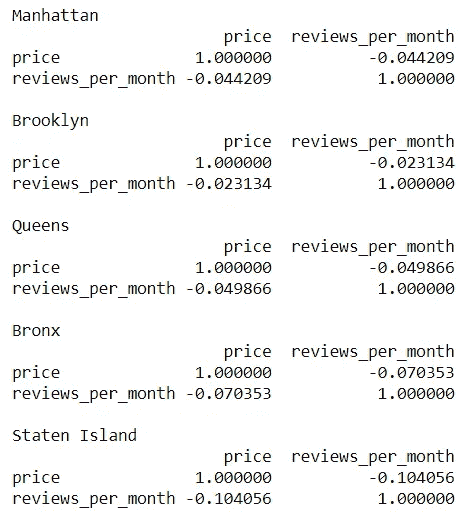 Manhattan
price reviews_per_month
price 1.000000 -0.044209
reviews_per_month -0.044209 1.000000
Brooklyn
price reviews_per_month
price 1.000000 -0.023134
reviews_per_month -0.023134 1.000000
Queens
price reviews_per_month
price 1.000000 -0.049866
reviews_per_month -0.049866 1.000000
Bronx
price reviews_per_month
price 1.000000 -0.070353
reviews_per_month -0.070353 1.000000
Staten Island
price reviews_per_month
price 1.000000 -0.104056
reviews_per_month -0.104056 1.000000